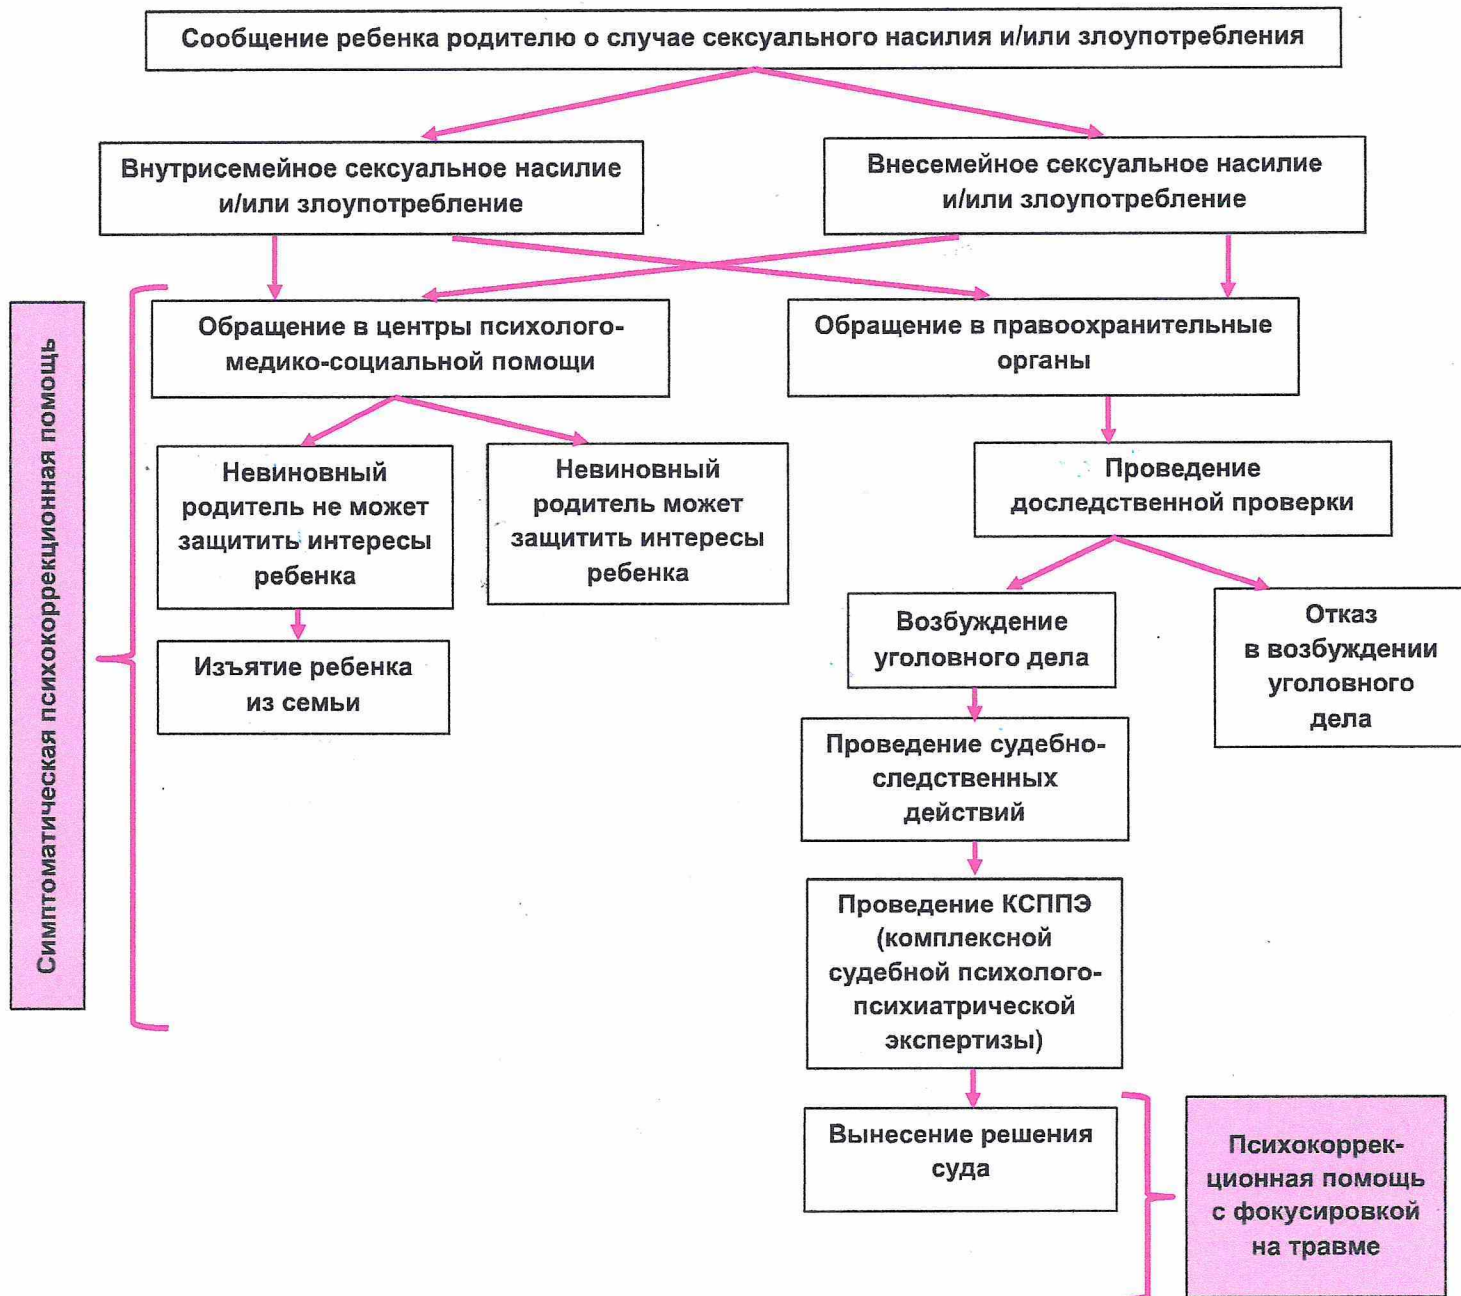 Сообщение ребенка родителю о случае сексуального насилия и/или злоупотребления
Внутрисемейное сексуальное насилие
и/или злоупотребление
Внесемейное сексуальное насилие
и/или злоупотребление
Обращение в центры психолого-
медико-социальной помощи
Обращение в правоохранительные
органы
Симптоматическая психокоррекционная помощь
Невиновный
родитель не может
защитить интересы
ребенка
Невиновный
родитель может
защитить интересы
ребенка
Проведение
доследственной проверки
Изъятие ребенка
из семьи
Возбуждение
уголовного дела
Отказ
в возбуждении
уголовного
дела
Проведение судебно-
следственных
действий
Проведение КСППЭ
(комплексной
судебной психолого-
психиатрической
экспертизы)
Вынесение решения
суда
Психокоррек-
ционная помощь
с фокусировкой
на травме